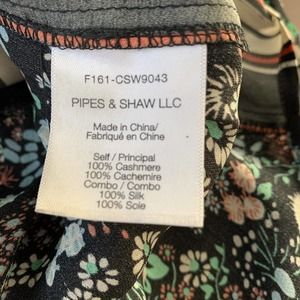 F161-CSW9043
PIPES & SHAW LLC
Made in China/
Fabriqué en Chine
Self / Principal
100% Cashmere
100% Cachemire
Combo / Combo
100% Silk
100% Soie